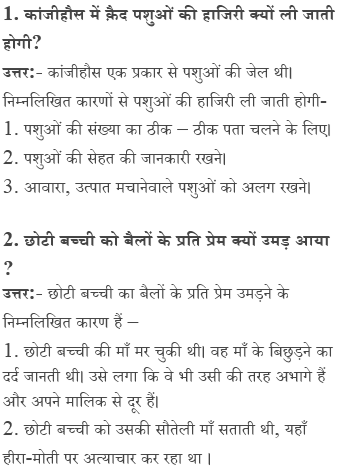 1. कांजीहौस में क़ैद पशुओं की हाजिरी क्यों ली जाती
होगी?
उत्तर:- कांजीहौस एक प्रकार से पशुओं की जेल थी।
निम्नलिखित कारणों से पशुओं की हाजिरी ली जाती होगी-
1. पशुओं की संख्या का ठीक – ठीक पता चलने के लिए।
2. पशुओं की सेहत की जानकारी रखने।
3. आवारा, उत्पात मचानेवाले पशुओं को अलग रखने।
2. छोटी बच्ची को बैलों के प्रति प्रेम क्यों उमड़ आया
?
उत्तर:- छोटी बच्ची का बैलों के प्रति प्रेम उमड़ने के
निम्नलिखित कारण हैं –
1. छोटी बच्ची की माँ मर चुकी थी। वह माँ के बिछुड़ने का
दर्द जानती थी। उसे लगा कि वे भी उसी की तरह अभागे हैं
और अपने मालिक से दूर हैं।
2. छोटी बच्ची को उसकी सौतेली माँ सताती थी, यहाँ
हीरा-मोती पर अत्याचार कर रहा था ।